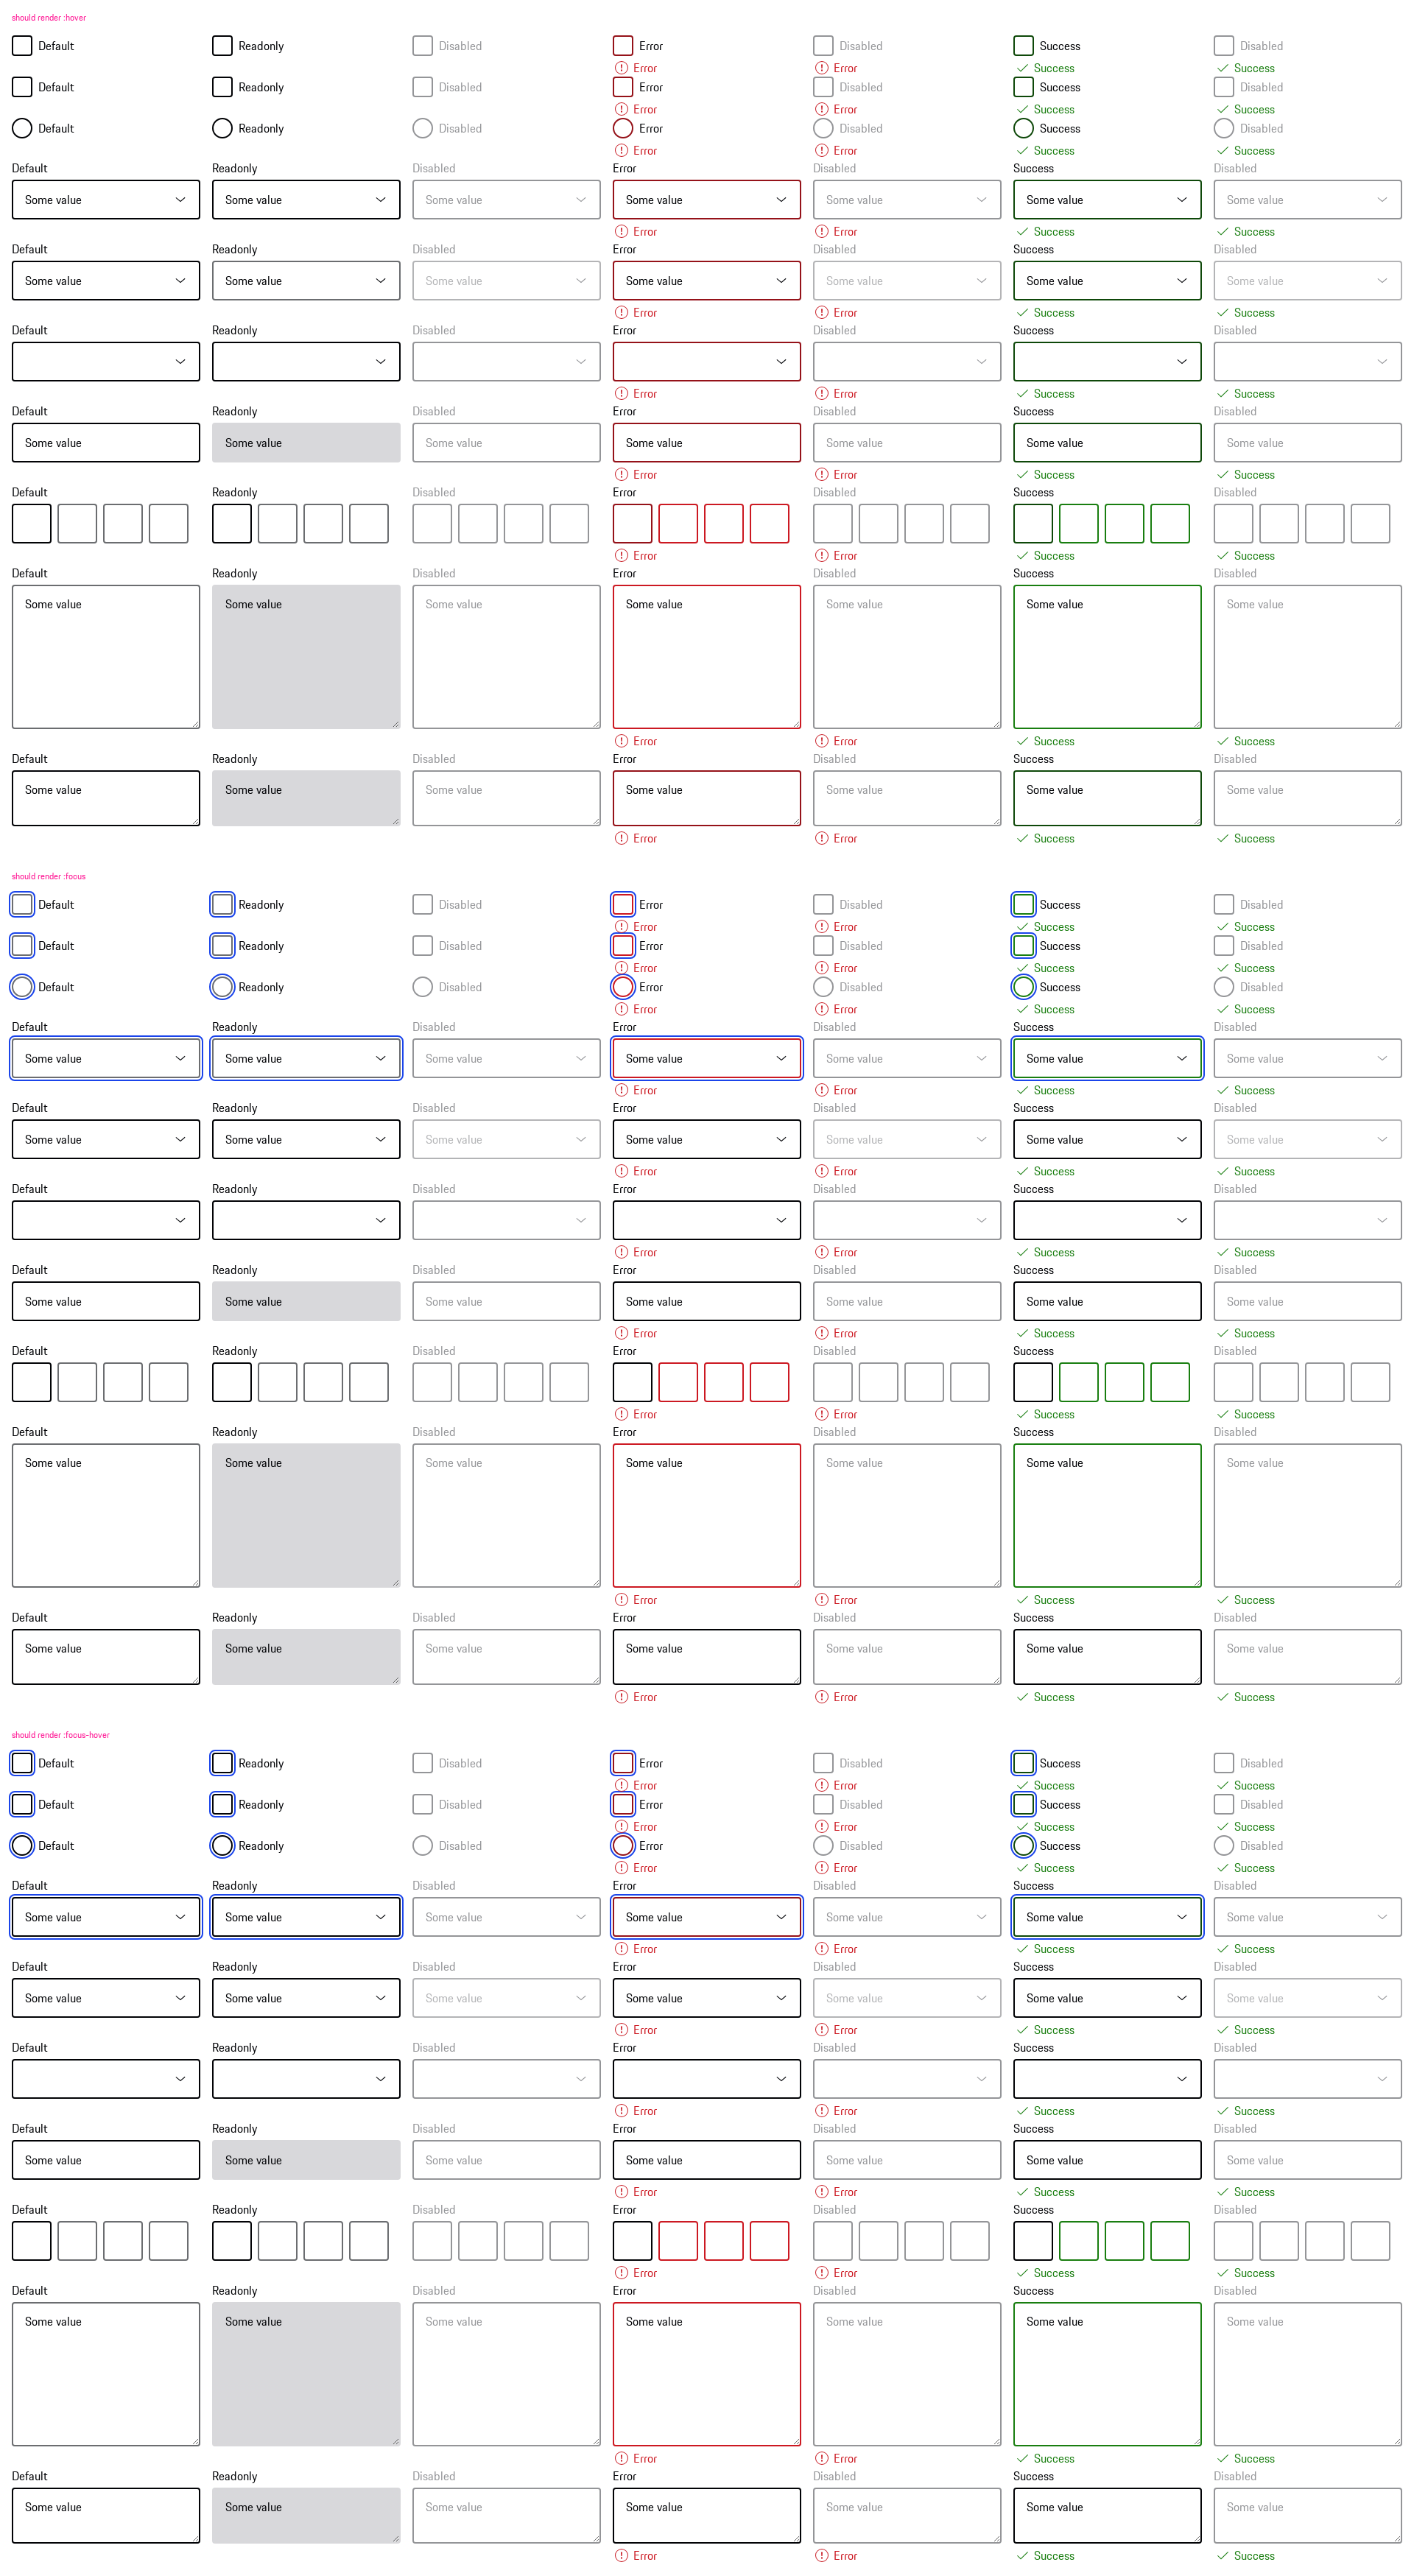 should render :hover
Default Readonly Disabled Error Disabled Success Disabled
Error Error Success Success
Default Readonly Disabled Error Disabled Success Disabled
Error Error Success Success
Default Readonly Disabled Error Disabled Success Disabled
Error Error Success Success
Default Readonly Disabled Error Disabled Success Disabled
Some value Some value Some value Some value Some value Some value Some value
Error Error Success Success
Default Readonly Disabled Error Disabled Success Disabled
Some value Some value Some value Some value Some value Some value Some value
Error Error Success Success
Default Readonly Disabled Error Disabled Success Disabled
Error Error Success Success
Default Readonly Disabled Error Disabled Success Disabled
Some value Some value Some value Some value Some value Some value Some value
Error Error Success Success
Default Readonly Disabled Error Disabled Success Disabled
Error Error Success Success
Default Readonly Disabled Error Disabled Success Disabled
Some value Some value Some value Some value Some value Some value Some value
Error Error Success Success
Default Readonly Disabled Error Disabled Success Disabled
Some value Some value Some value Some value Some value Some value Some value
Error Error Success Success
should render :focus
Default Readonly Disabled Error Disabled Success Disabled
Error Error Success Success
Default Readonly Disabled Error Disabled Success Disabled
Error Error Success Success
Default Readonly Disabled Error Disabled Success Disabled
Error Error Success Success
Default Readonly Disabled Error Disabled Success Disabled
Some value Some value Some value Some value Some value Some value Some value
Error Error Success Success
Default Readonly Disabled Error Disabled Success Disabled
Some value Some value Some value Some value Some value Some value Some value
Error Error Success Success
Default Readonly Disabled Error Disabled Success Disabled
Error Error Success Success
Default Readonly Disabled Error Disabled Success Disabled
Some value Some value Some value Some value Some value Some value Some value
Error Error Success Success
Default Readonly Disabled Error Disabled Success Disabled
Error Error Success Success
Default Readonly Disabled Error Disabled Success Disabled
Some value Some value Some value Some value Some value Some value Some value
Error Error Success Success
Default Readonly Disabled Error Disabled Success Disabled
Some value Some value Some value Some value Some value Some value Some value
Error Error Success Success
should render :focus-hover
Default Readonly Disabled Error Disabled Success Disabled
Error Error Success Success
Default Readonly Disabled Error Disabled Success Disabled
Error Error Success Success
Default Readonly Disabled Error Disabled Success Disabled
Error Error Success Success
Default Readonly Disabled Error Disabled Success Disabled
Some value Some value Some value Some value Some value Some value Some value
Error Error Success Success
Default Readonly Disabled Error Disabled Success Disabled
Some value Some value Some value Some value Some value Some value Some value
Error Error Success Success
Default Readonly Disabled Error Disabled Success Disabled
Error Error Success Success
Default Readonly Disabled Error Disabled Success Disabled
Some value Some value Some value Some value Some value Some value Some value
Error Error Success Success
Default Readonly Disabled Error Disabled Success Disabled
Error Error Success Success
Default Readonly Disabled Error Disabled Success Disabled
Some value Some value Some value Some value Some value Some value Some value
Error Error Success Success
Default Readonly Disabled Error Disabled Success Disabled
Some value Some value Some value Some value Some value Some value Some value
Error Error Success Success